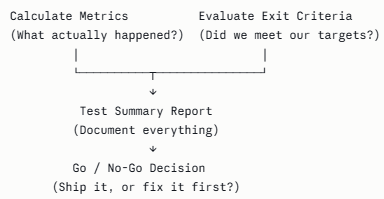 Calculate Metrics Evaluate Exit Criteria
(What actually happened?) (Did we meet our targets?)
Test Summary Report
(Document everything)
Go / No-Go Decision
(Ship it, or fix it first?)